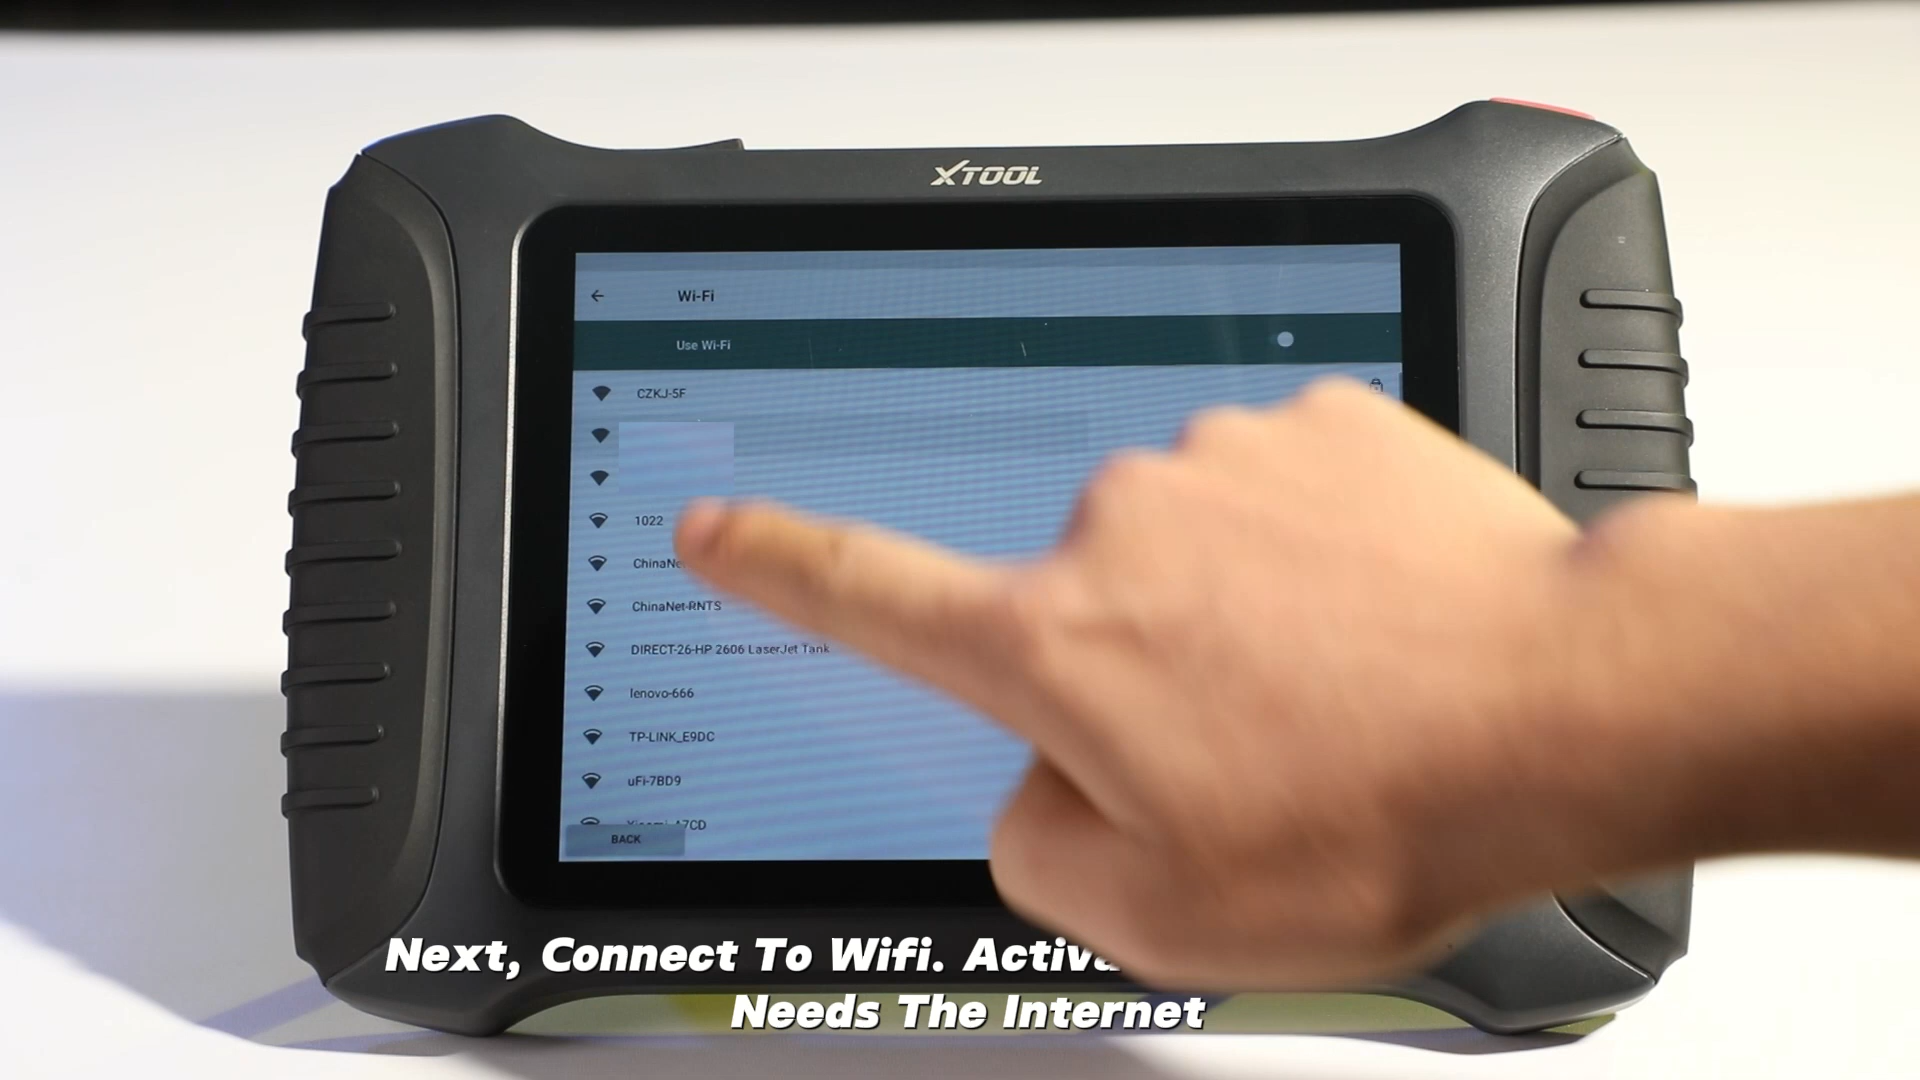 XTOOL
Wi-Fi
Use Wi-Fi
CZKJ-5F
1022
ChinaNet-RNTS
DIRECT-26-HP 2606 LaserJet Tank
lenovo-666
TP-LINK_E9DC
uFi-7BD9
BACK
Next, Connect To Wifi.
Needs The Internet